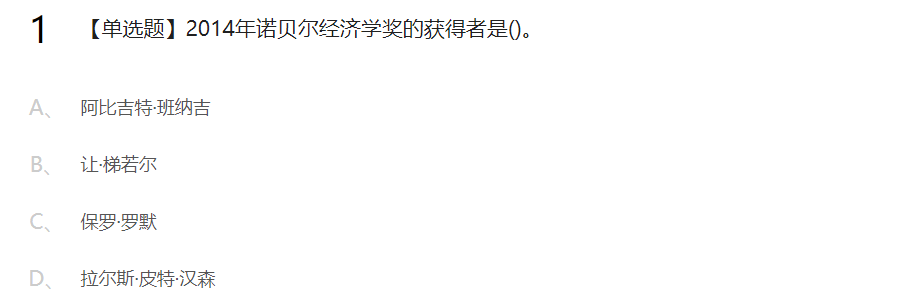 1 【单选题】2014年诺贝尔经济学奖的获得者是()。
A、 阿比吉特·班纳吉
B、 让·梯若尔
C、 保罗·罗默
D、 拉尔斯·皮特·汉森